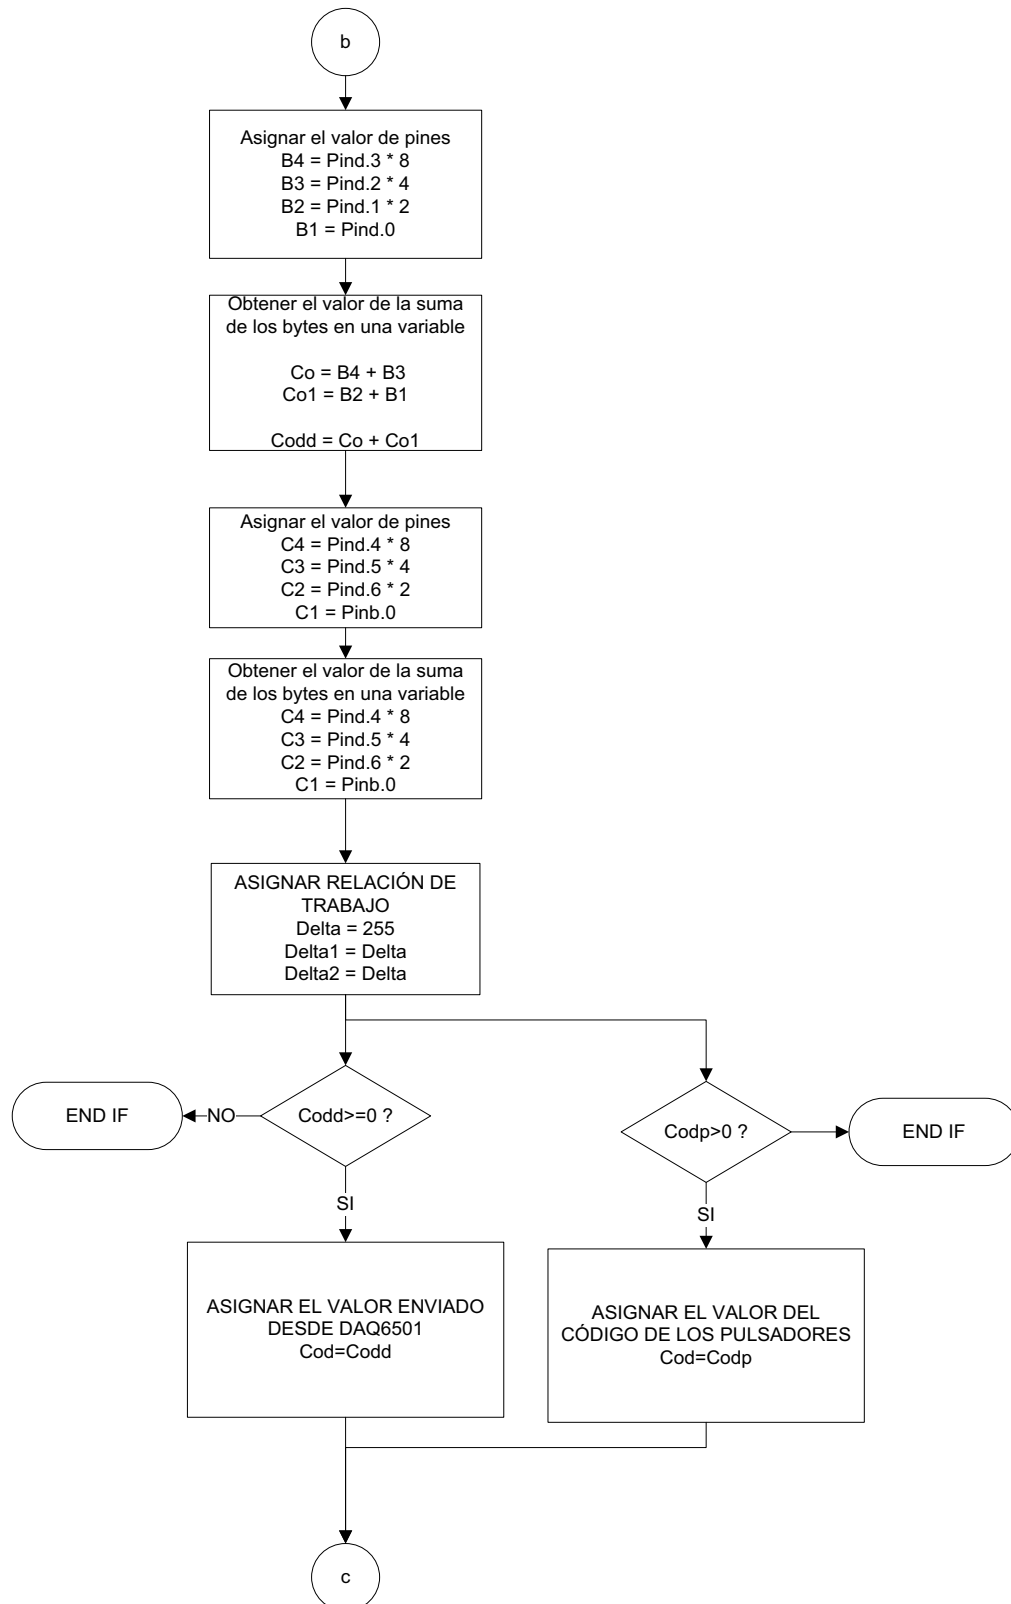 b
Asignar el valor de pines
B4 = Pind.3 * 8
B3 = Pind.2 * 4
B2 = Pind.1 * 2
B1 = Pind.0
Obtener el valor de la suma
de los bytes en una variable
Co = B4 + B3
Co1 = B2 + B1
Codd = Co + Co1
Asignar el valor de pines
C4 = Pind.4 * 8
C3 = Pind.5 * 4
C2 = Pind.6 * 2
C1 = Pinb.0
Obtener el valor de la suma
de los bytes en una variable
C4 = Pind.4 * 8
C3 = Pind.5 * 4
C2 = Pind.6 * 2
C1 = Pinb.0
ASIGNAR RELACIÓN DE
TRABAJO
Delta = 255
Delta1 = Delta
Delta2 = Delta
END IF
NO
Codd>=0 ?
Codp>0 ?
END IF
SI
SI
ASIGNAR EL VALOR ENVIADO
DESDE DAQ6501
Cod=Codd
ASIGNAR EL VALOR DEL
CÓDIGO DE LOS PULSADORES
Cod=Codp
c